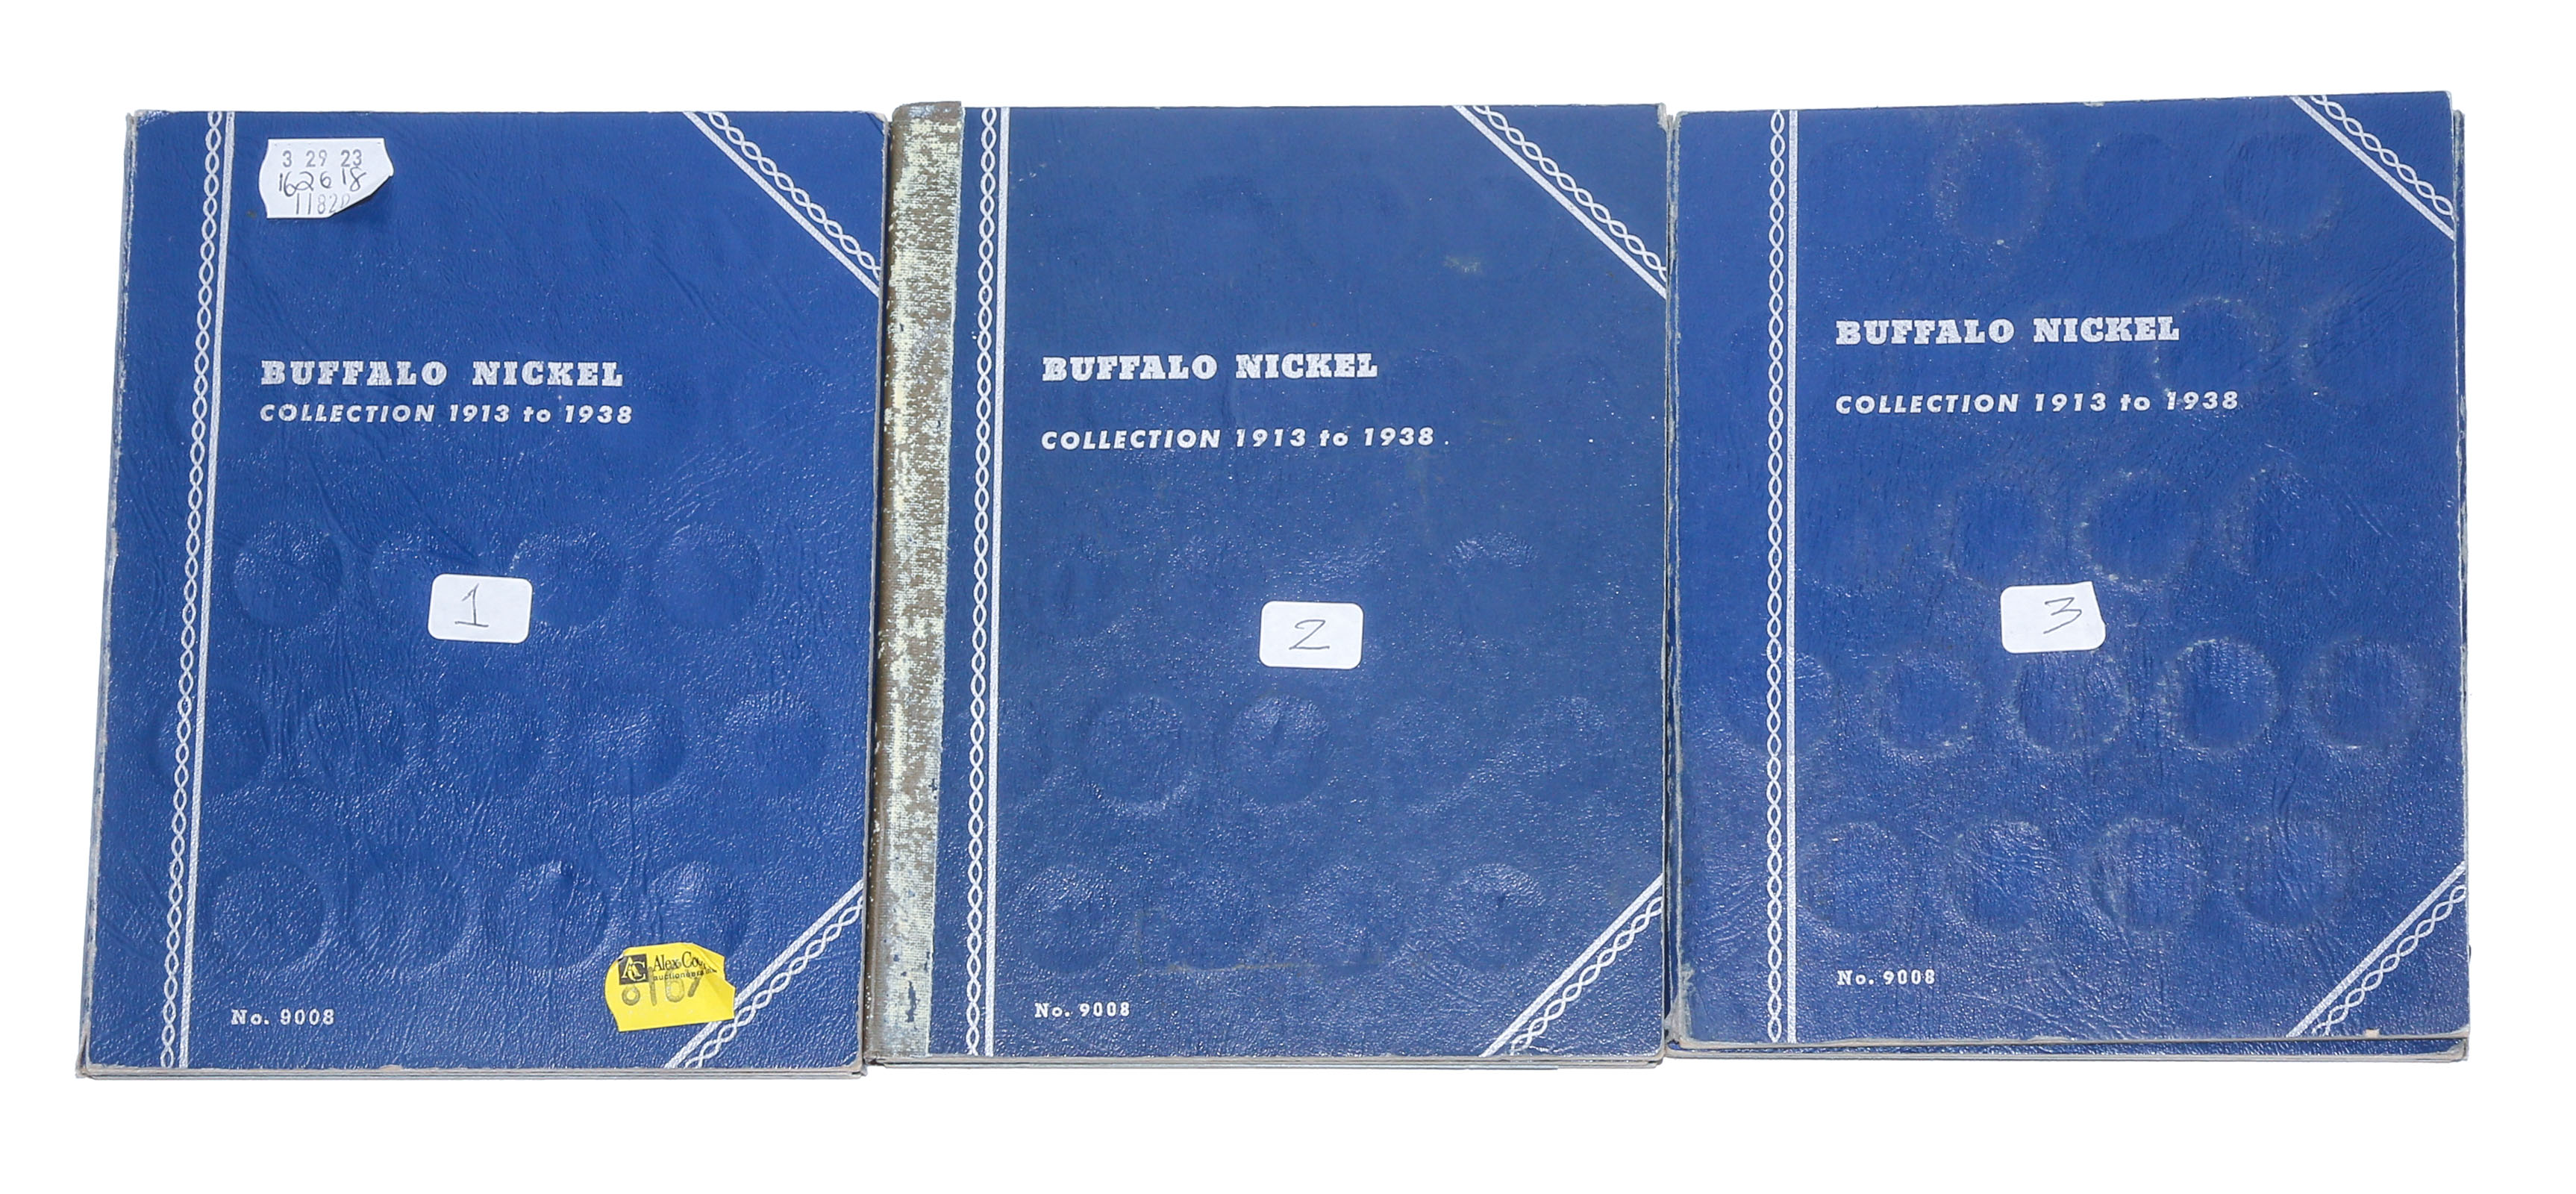 3 29 23
162618
BUFFALO NICKEL
COLLECTION 1913 to 1938
1
No. 9008
BUFFALO NICKEL
COLLECTION 1913 to 1938
2
No. 9008
BUFFALO NICKEL
COLLECTION 1913 to 1938
3
No. 9008